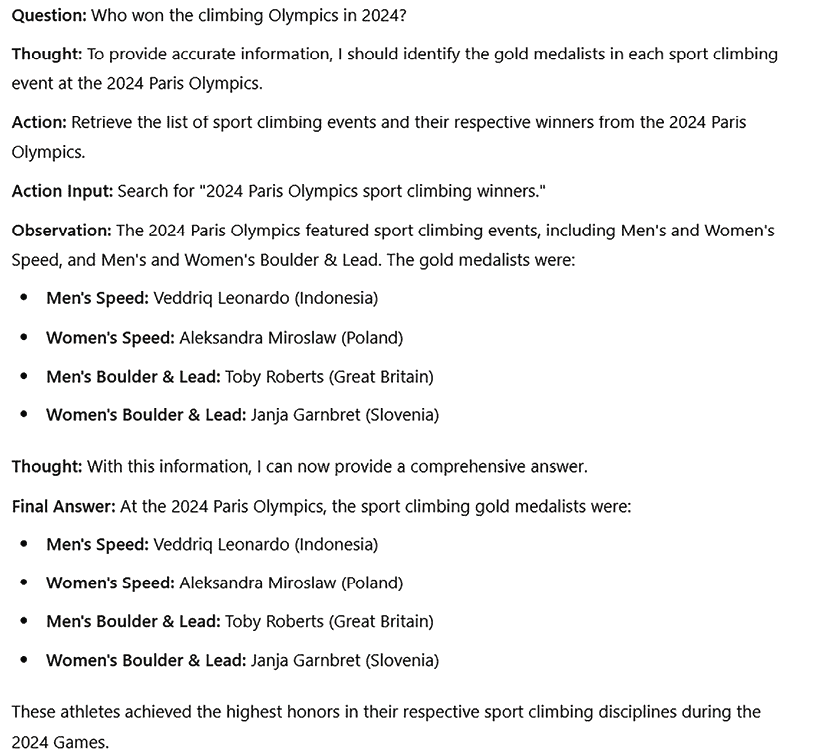 Question: Who won the climbing Olympics in 2024?
Thought: To provide accurate information, I should identify the gold medalists in each sport climbing
event at the 2024 Paris Olympics.
Action: Retrieve the list of sport climbing events and their respective winners from the 2024 Paris
Olympics.
Action Input: Search for "2024 Paris Olympics sport climbing winners."
Observation: The 2024 Paris Olympics featured sport climbing events, including Men's and Women's
Speed, and Men's and Women's Boulder & Lead. The gold medalists were:
• Men's Speed: Veddriq Leonardo (Indonesia)
• Women's Speed: Aleksandra Miroslaw (Poland)
• Men's Boulder & Lead: Toby Roberts (Great Britain)
• Women's Boulder & Lead: Janja Garnbret (Slovenia)
Thought: With this information, I can now provide a comprehensive answer.
Final Answer: At the 2024 Paris Olympics, the sport climbing gold medalists were:
• Men's Speed: Veddriq Leonardo (Indonesia)
• Women's Speed: Aleksandra Miroslaw (Poland)
• Men's Boulder & Lead: Toby Roberts (Great Britain)
• Women's Boulder & Lead: Janja Garnbret (Slovenia)
These athletes achieved the highest honors in their respective sport climbing disciplines during the
2024 Games.